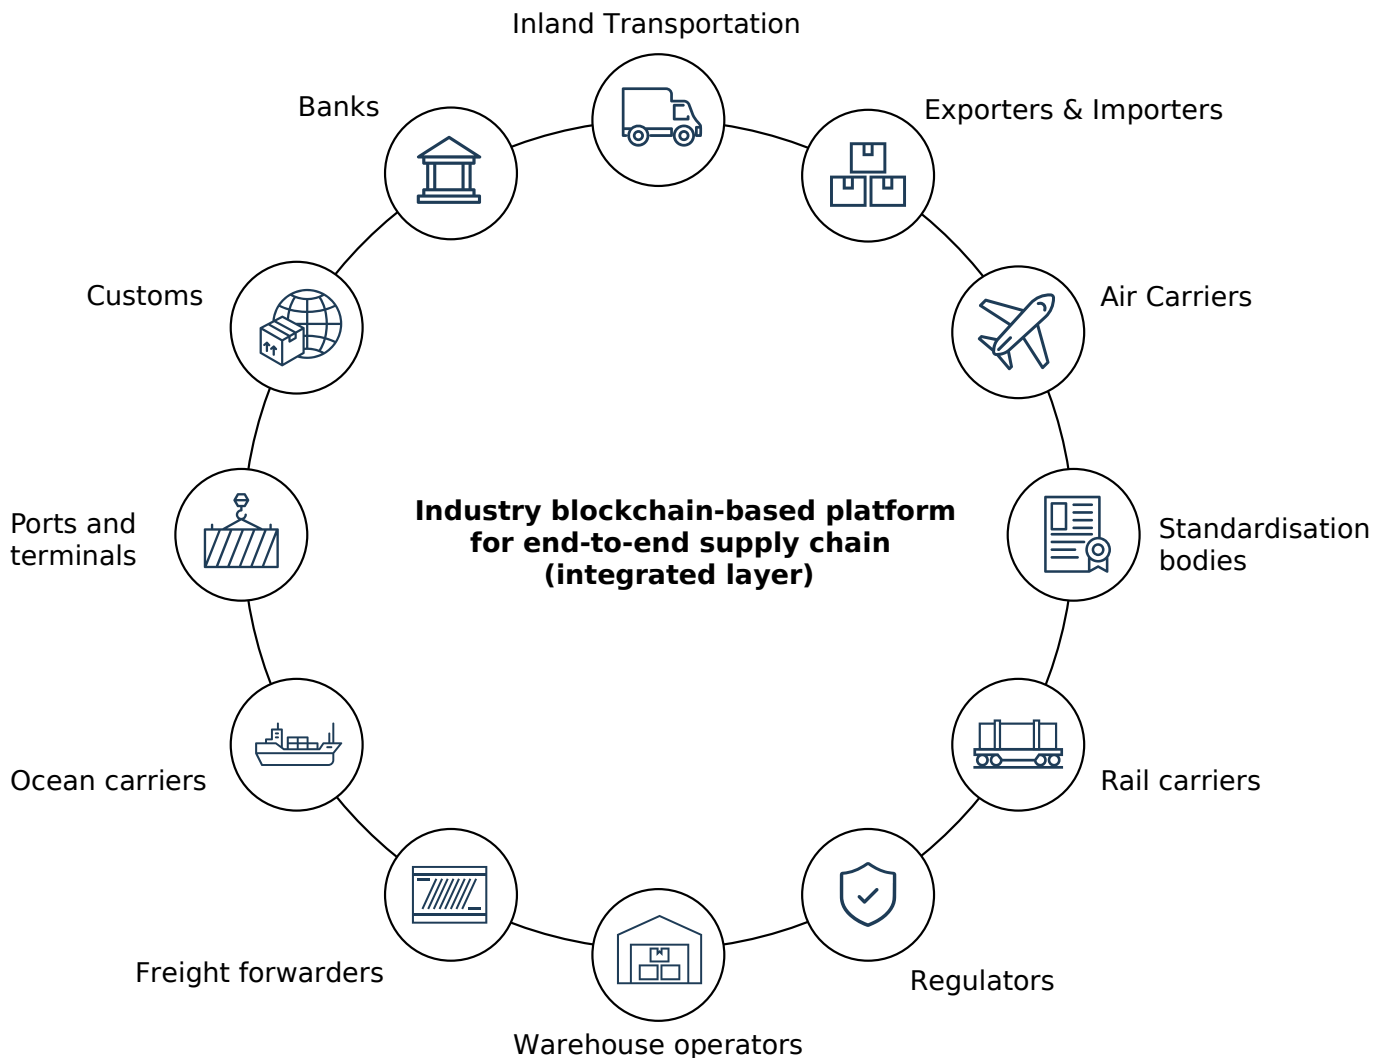 Inland Transportation
Banks
Exporters & Importers
Customs
Air Carriers
Ports and
terminals
Industry blockchain-based platform
for end-to-end supply chain
(integrated layer)
Standardisation
bodies
Ocean carriers
Rail carriers
Freight forwarders
Regulators
Warehouse operators